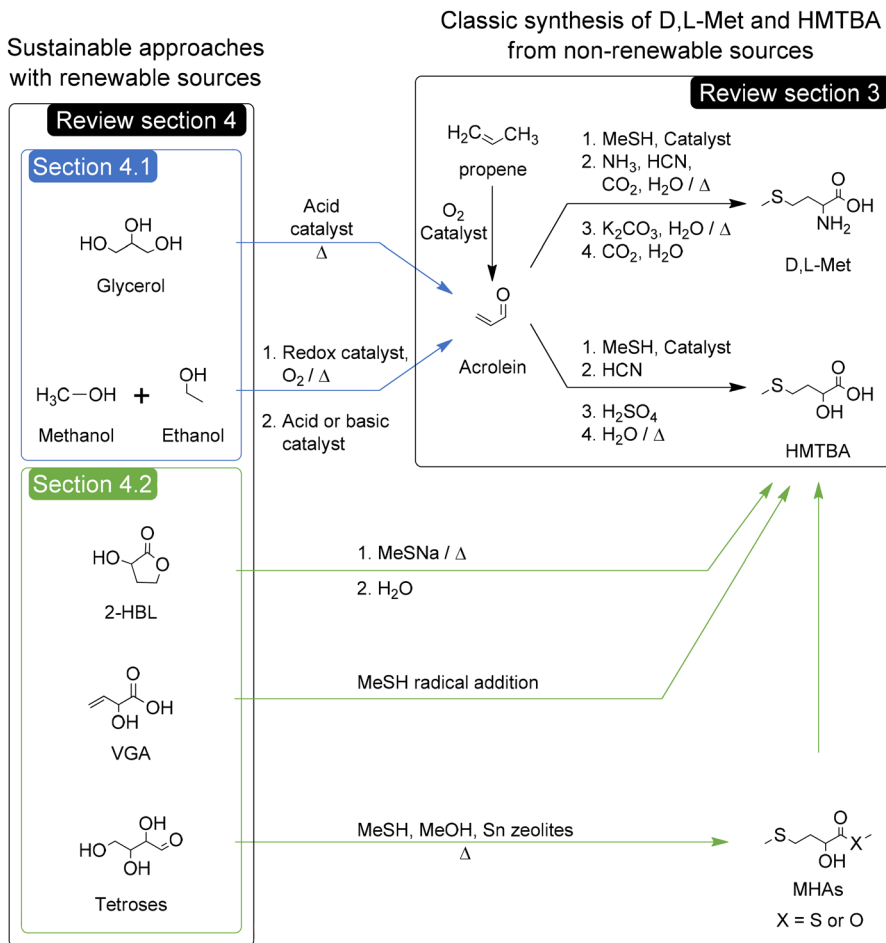 Sustainable approaches
with renewable sources
Classic synthesis of D,L-Met and HMTBA
from non-renewable sources
Review section 4
Review section 3
Section 4.1
OH
HO
OH
Glycerol
Acid
catalyst
Δ
H₃C
OH
+
OH
Methanol
Ethanol
1. Redox catalyst,
O₂ / Δ
2. Acid or basic
catalyst
H₂C
CH₃
propene
O₂
Catalyst
O
Acrolein
1. MeSH, Catalyst
2. NH₃, HCN,
CO₂, H₂O / Δ
3. K₂CO₃, H₂O / Δ
4. CO₂, H₂O
O
S
OH
NH₂
D,L-Met
1. MeSH, Catalyst
2. HCN
3. H₂SO₄
4. H₂O / Δ
O
S
OH
OH
HMTBA
Section 4.2
O
HO
O
2-HBL
1. MeSNa / Δ
2. H₂O
O
OH
OH
VGA
MeSH radical addition
OH
O
HO
OH
Tetroses
MeSH, MeOH, Sn zeolites
Δ
O
S
X
OH
MHAs
X = S or O